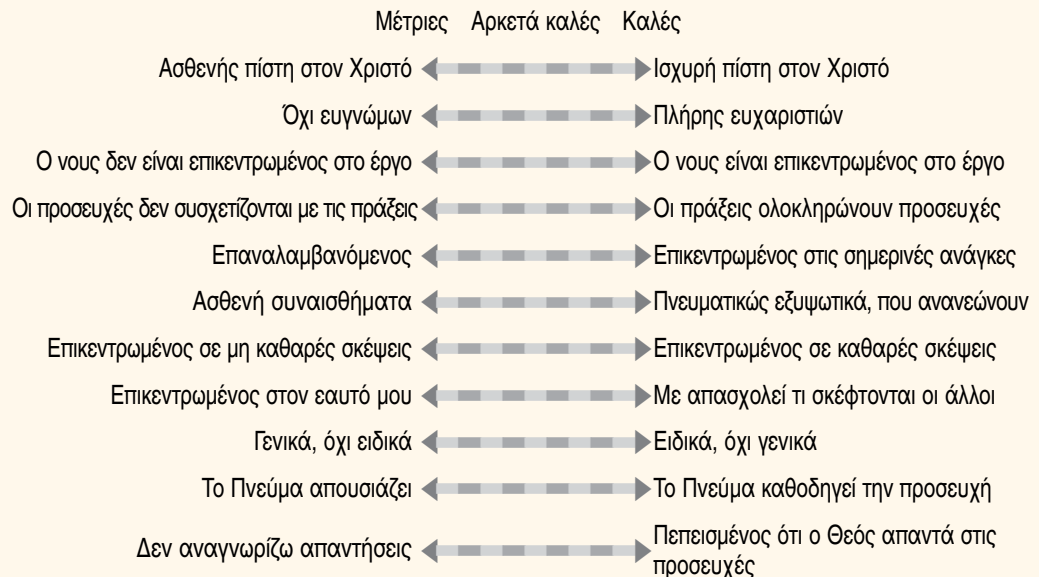 Μέτριες Αρκετά καλές Καλές
Ασθενής πίστη στον Χριστό Ισχυρή πίστη στον Χριστό
Όχι ευγνώμων Πλήρης ευχαριστιών
Ο νους δεν είναι επικεντρωμένος στο έργο Ο νους είναι επικεντρωμένος στο έργο
Οι προσευχές δεν συσχετίζονται με τις πράξεις Οι πράξεις ολοκληρώνουν προσευχές
Επαναλαμβανόμενος Επικεντρωμένος στις σημερινές ανάγκες
Ασθενή συναισθήματα Πνευματικώς εξυψωτικά, που ανανεώνουν
Επικεντρωμένος σε μη καθαρές σκέψεις Επικεντρωμένος σε καθαρές σκέψεις
Επικεντρωμένος στον εαυτό μου Με απασχολεί τι σκέφτονται οι άλλοι
Γενικά, όχι ειδικά Ειδικά, όχι γενικά
Το Πνεύμα απουσιάζει Το Πνεύμα καθοδηγεί την προσευχή
Δεν αναγνωρίζω απαντήσεις Πεπεισμένος ότι ο Θεός απαντά στις
προσευχές